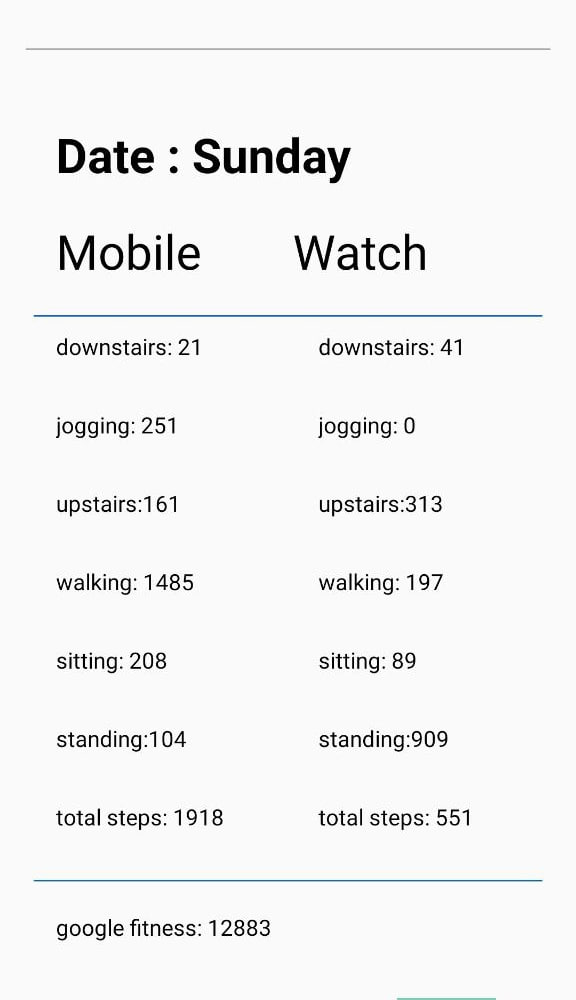 Date : Sunday
Mobile Watch
downstairs: 21 downstairs: 41
jogging: 251 jogging: 0
upstairs:161 upstairs:313
walking: 1485 walking: 197
sitting: 208 sitting: 89
standing:104 standing:909
total steps: 1918 total steps: 551
google fitness: 12883